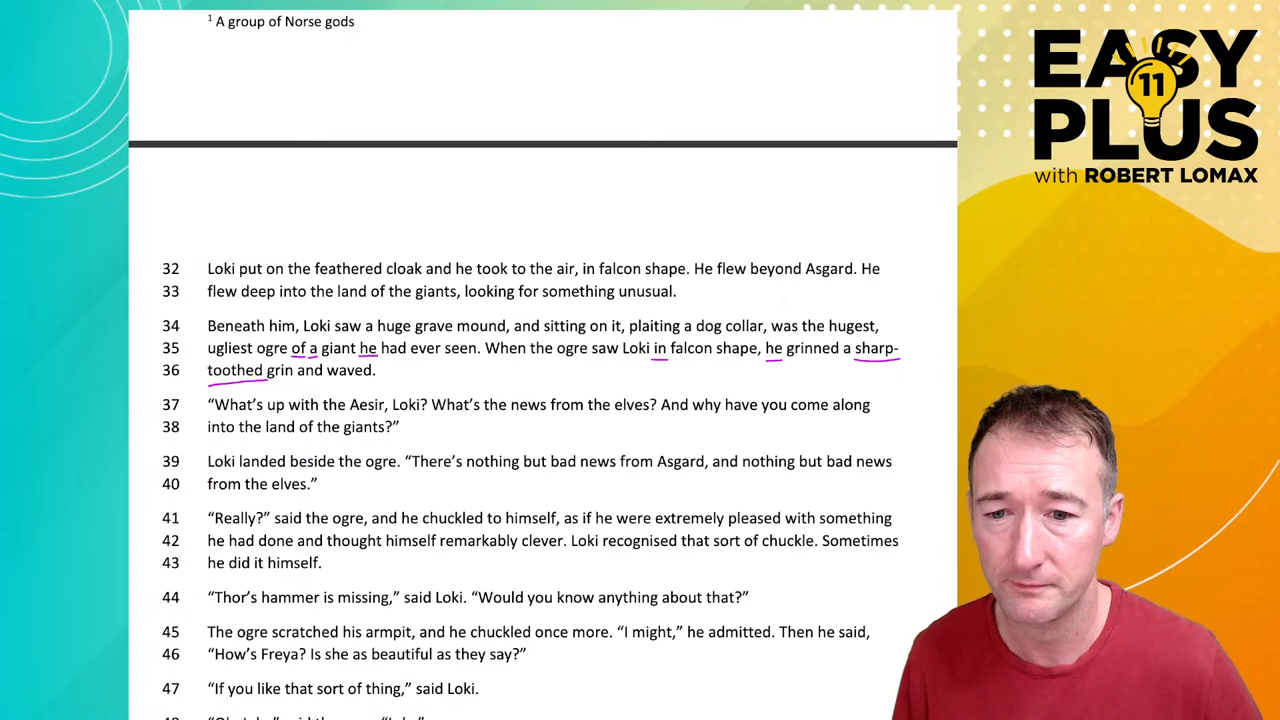 ¹ A group of Norse gods
EASY
11
PLUS
with ROBERT LOMAX
32 Loki put on the feathered cloak and he took to the air, in falcon shape. He flew beyond Asgard. He
33 flew deep into the land of the giants, looking for something unusual.
34 Beneath him, Loki saw a huge grave mound, and sitting on it, plaiting a dog collar, was the hugest,
35 ugliest ogre of a giant he had ever seen. When the ogre saw Loki in falcon shape, he grinned a sharp-
36 toothed grin and waved.
37 “What’s up with the Aesir, Loki? What’s the news from the elves? And why have you come along
38 into the land of the giants?”
39 Loki landed beside the ogre. “There’s nothing but bad news from Asgard, and nothing but bad news
40 from the elves.”
41 “Really?” said the ogre, and he chuckled to himself, as if he were extremely pleased with something
42 he had done and thought himself remarkably clever. Loki recognised that sort of chuckle. Sometimes
43 he did it himself.
44 “Thor’s hammer is missing,” said Loki. “Would you know anything about that?”
45 The ogre scratched his armpit, and he chuckled once more. “I might,” he admitted. Then he said,
46 “How’s Freya? Is she as beautiful as they say?”
47 “If you like that sort of thing,” said Loki.